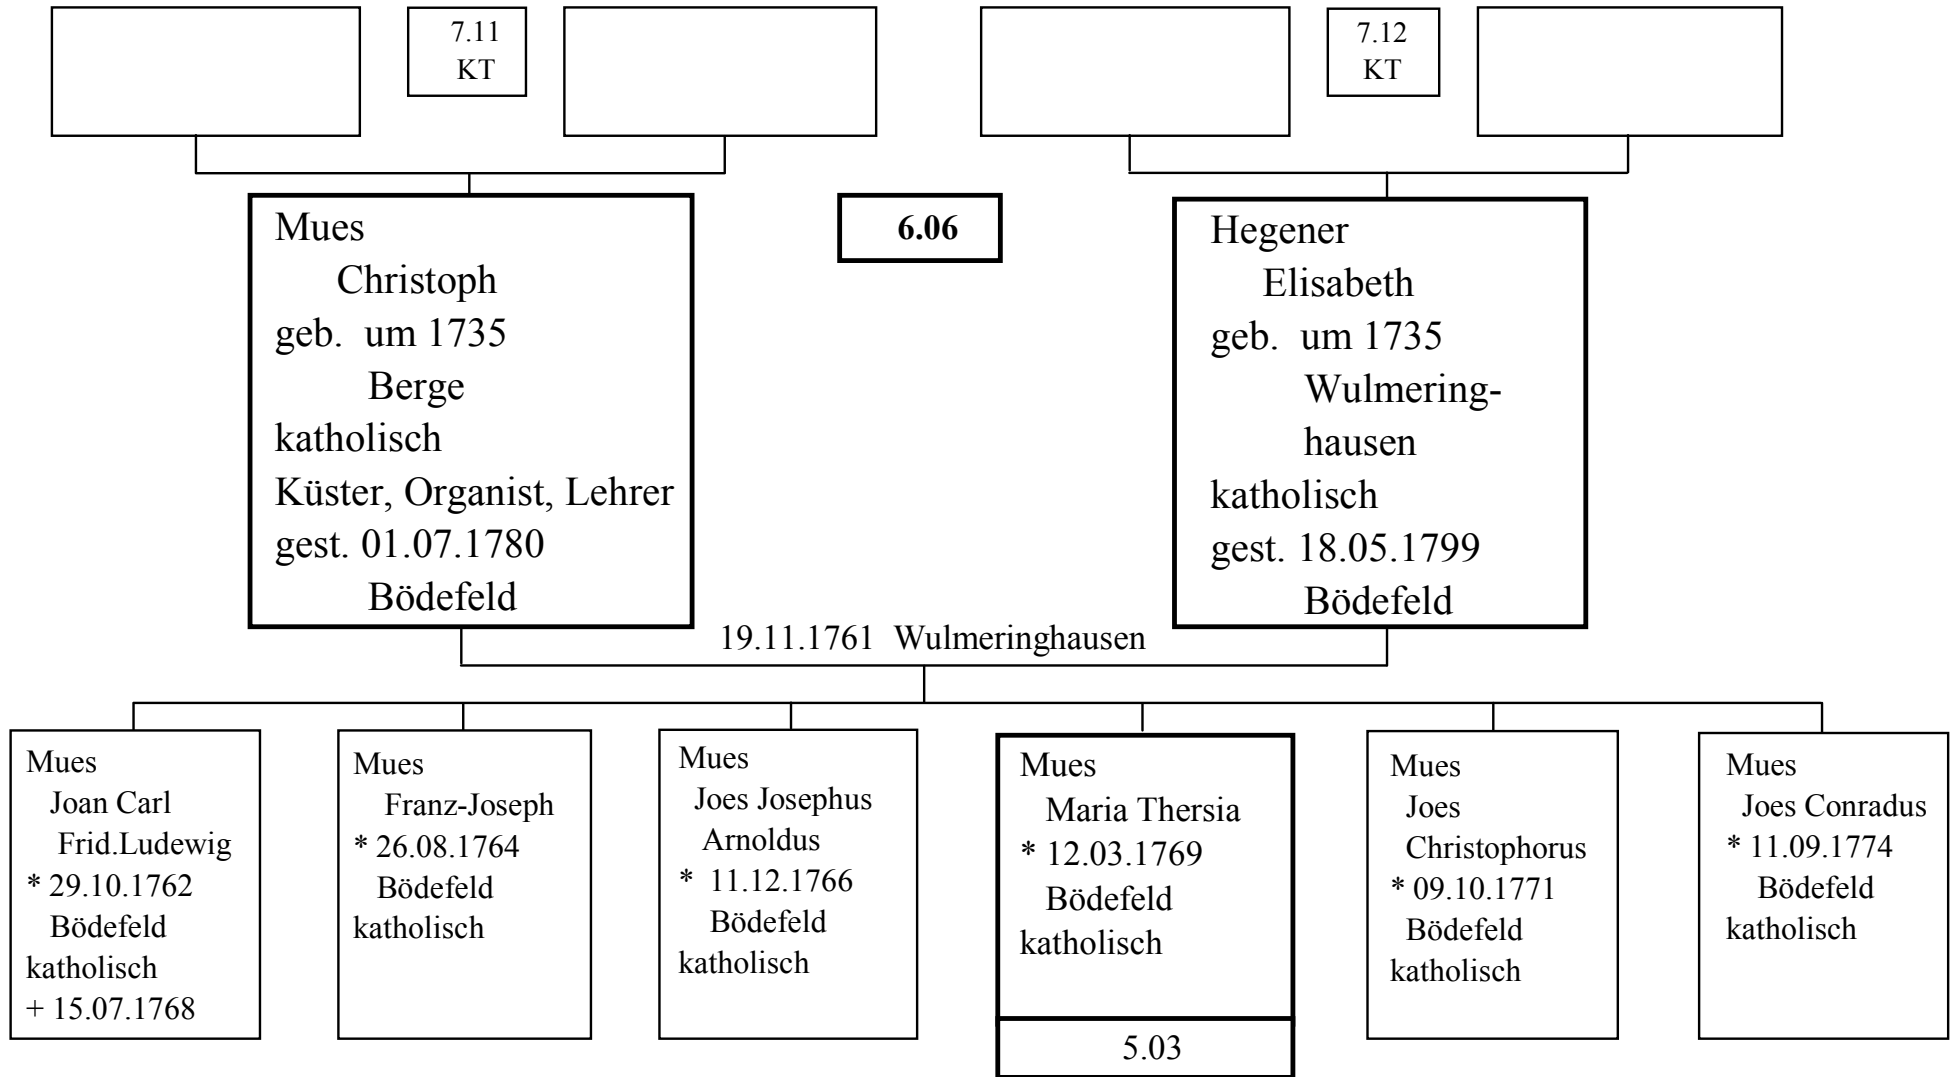 7.11
KT
7.12
KT
Mues
Christoph
geb. um 1735
Berge
katholisch
Küster, Organist, Lehrer
gest. 01.07.1780
Bödefeld
6.06
Hegener
Elisabeth
geb. um 1735
Wulmering-
hausen
katholisch
gest. 18.05.1799
Bödefeld
19.11.1761 Wulmeringhausen
Mues
Joan Carl
Frid.Ludewig
* 29.10.1762
Bödefeld
katholisch
+ 15.07.1768
Mues
Franz-Joseph
* 26.08.1764
Bödefeld
katholisch
Mues
Joes Josephus
Arnoldus
* 11.12.1766
Bödefeld
katholisch
Mues
Maria Thersia
* 12.03.1769
Bödefeld
katholisch
5.03
Mues
Joes
Christophorus
* 09.10.1771
Bödefeld
katholisch
Mues
Joes Conradus
* 11.09.1774
Bödefeld
katholisch